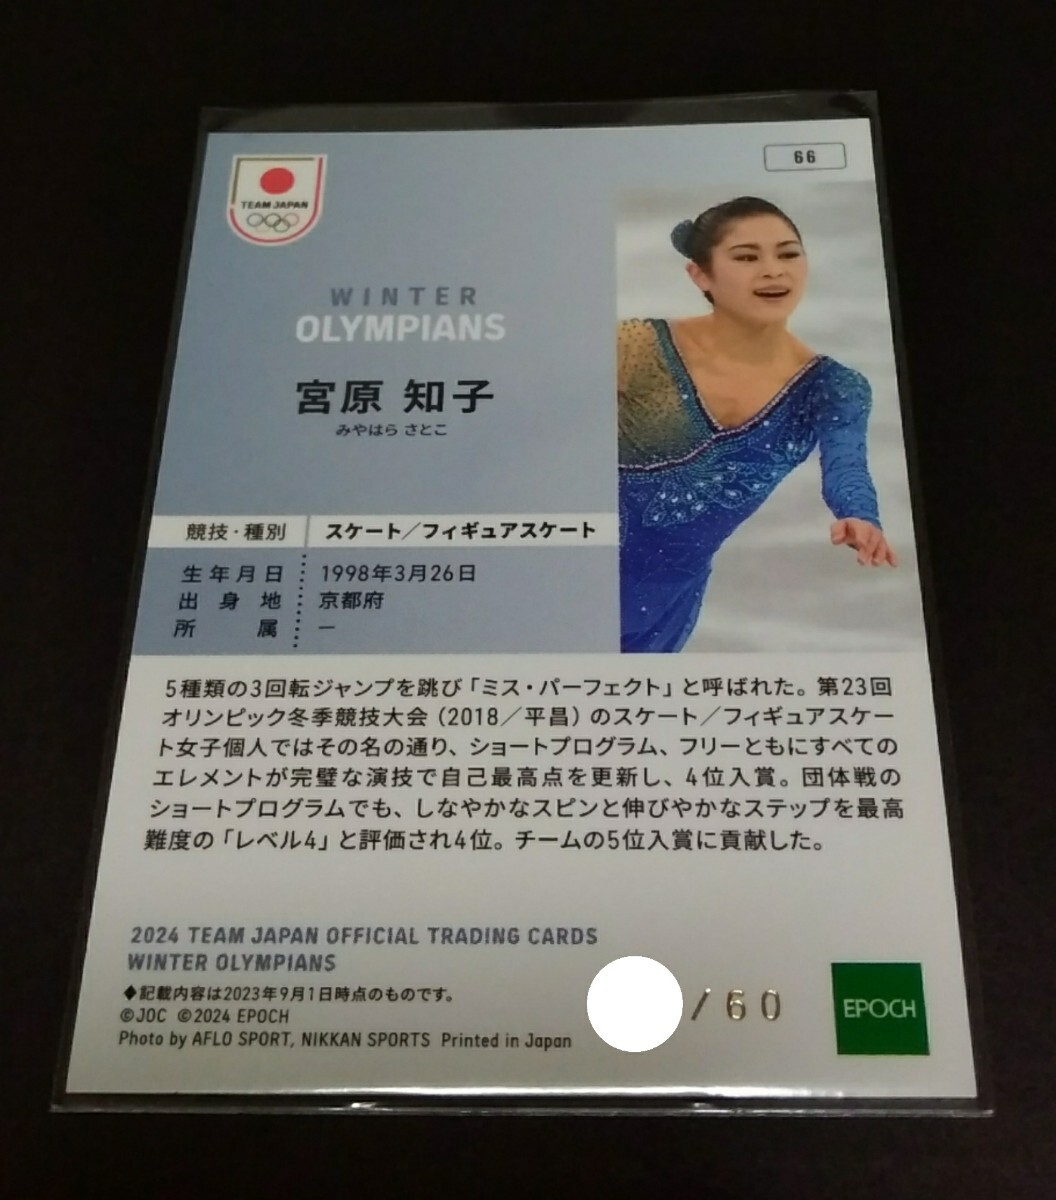 66
TEAM JAPAN
WINTER
OLYMPIANS
宮原 知子
みやはら さとこ
競技・種別 スケート／フィギュアスケート
生年月日 1998年3月26日
出身地 京都府
所属 ー
5種類の3回転ジャンプを跳び「ミス・パーフェクト」と呼ばれた。第23回
オリンピック冬季競技大会（2018／平昌）のスケート／フィギュアスケー
ト女子個人ではその名の通り、ショートプログラム、フリーともにすべての
エレメントが完璧な演技で自己最高点を更新し、4位入賞。団体戦の
ショートプログラムでも、しなやかなスピンと伸びやかなステップを最高
難度の「レベル4」と評価され4位。チームの5位入賞に貢献した。
2024 TEAM JAPAN OFFICIAL TRADING CARDS
WINTER OLYMPIANS
◆記載内容は2023年9月1日時点のものです。
©JOC ©2024 EPOCH
Photo by AFLO SPORT, NIKKAN SPORTS Printed in Japan
/60
EPOCH